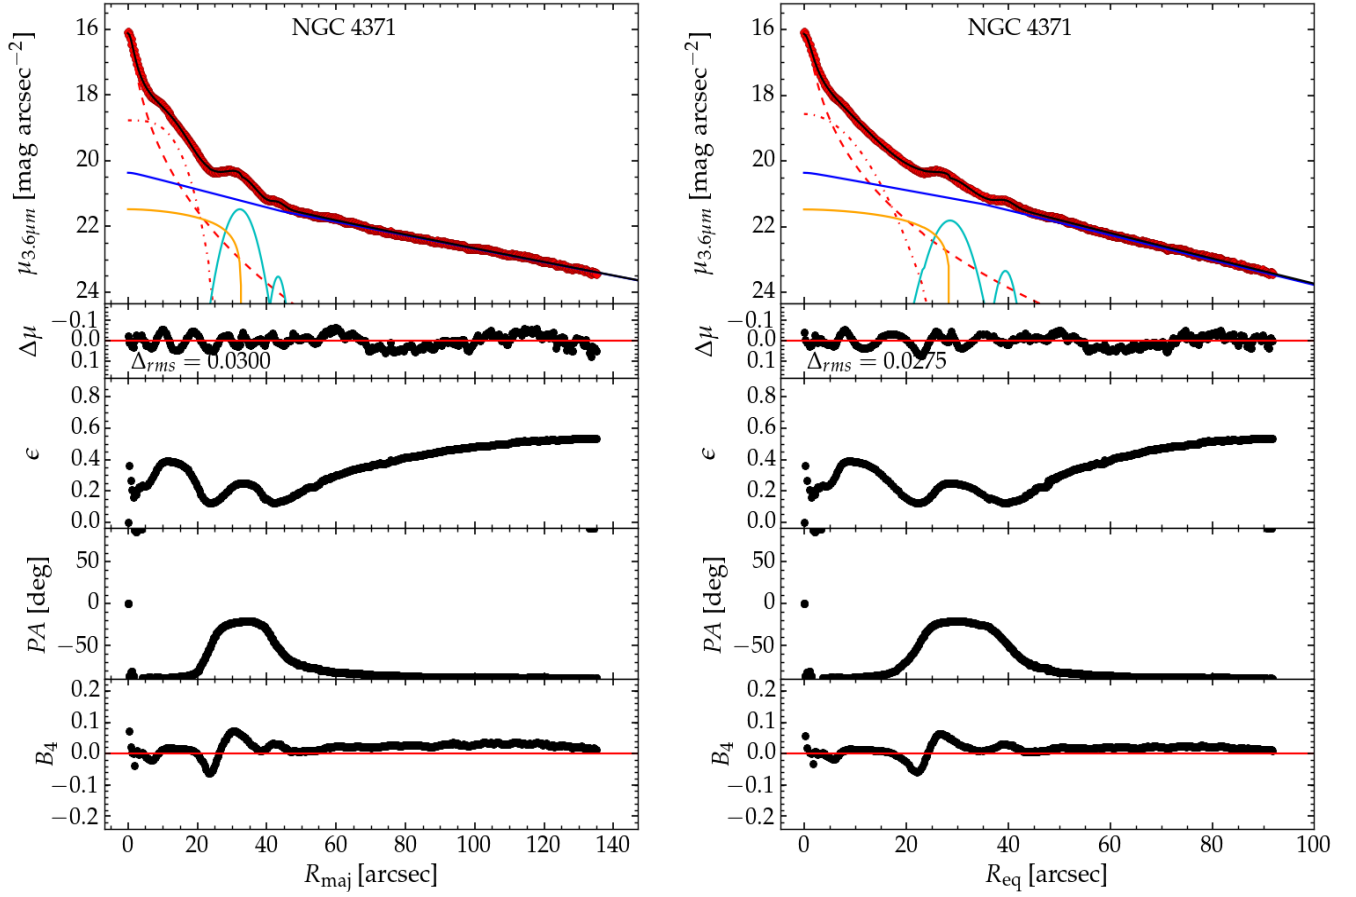 NGC 4371
16
18
20
22
24
μ3.6μm [mag arcsec−2]
−0.1
0.0
0.1
Δμ
Δrms = 0.0300
0.8
0.6
0.4
0.2
0.0
ϵ
50
0
−50
PA [deg]
0.2
0.1
0.0
−0.1
−0.2
B4
0 20 40 60 80 100 120 140
Rmaj [arcsec]
NGC 4371
16
18
20
22
24
μ3.6μm [mag arcsec−2]
−0.1
0.0
0.1
Δμ
Δrms = 0.0275
0.8
0.6
0.4
0.2
0.0
ϵ
50
0
−50
PA [deg]
0.2
0.1
0.0
−0.1
−0.2
B4
0 20 40 60 80 100
Req [arcsec]